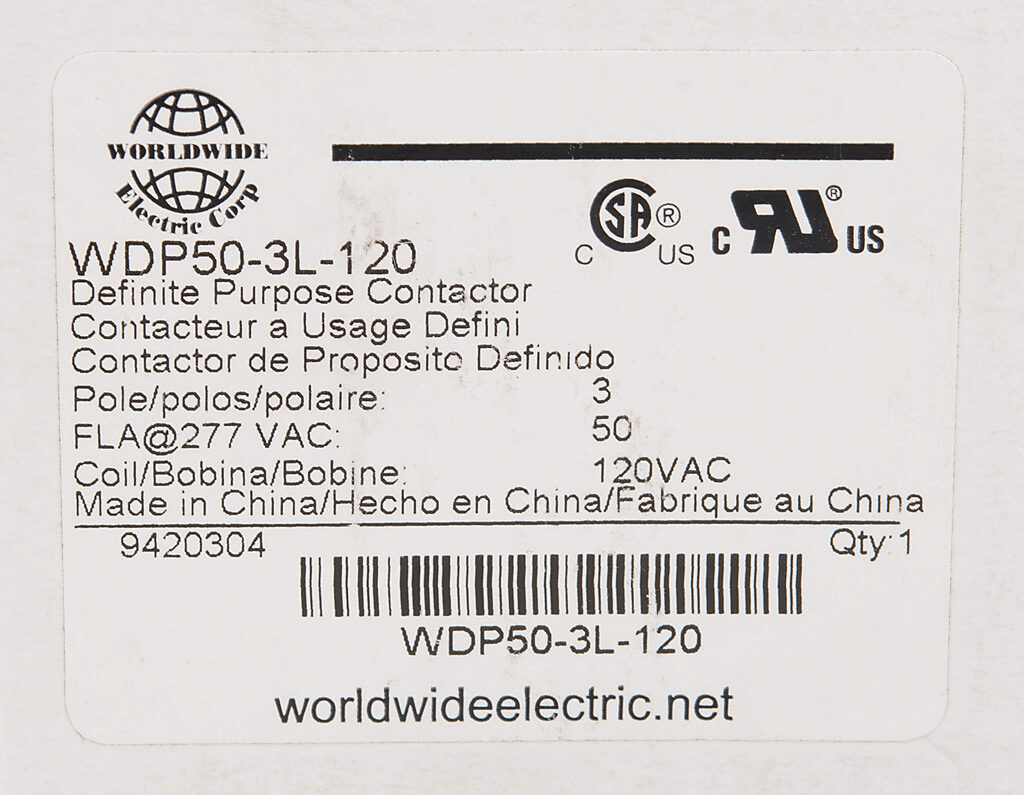 WORLDWIDE
Electric Corp
C SA ® US
C RU ® US
WDP50-3L-120
Definite Purpose Contactor
Contacteur a Usage Defini
Contactor de Proposito Definido
Pole/polos/polaire: 3
FLA@277 VAC: 50
Coil/Bobina/Bobine: 120VAC
Made in China/Hecho en China/Fabrique au China
9420304 Qty:1
WDP50-3L-120
worldwideelectric.net